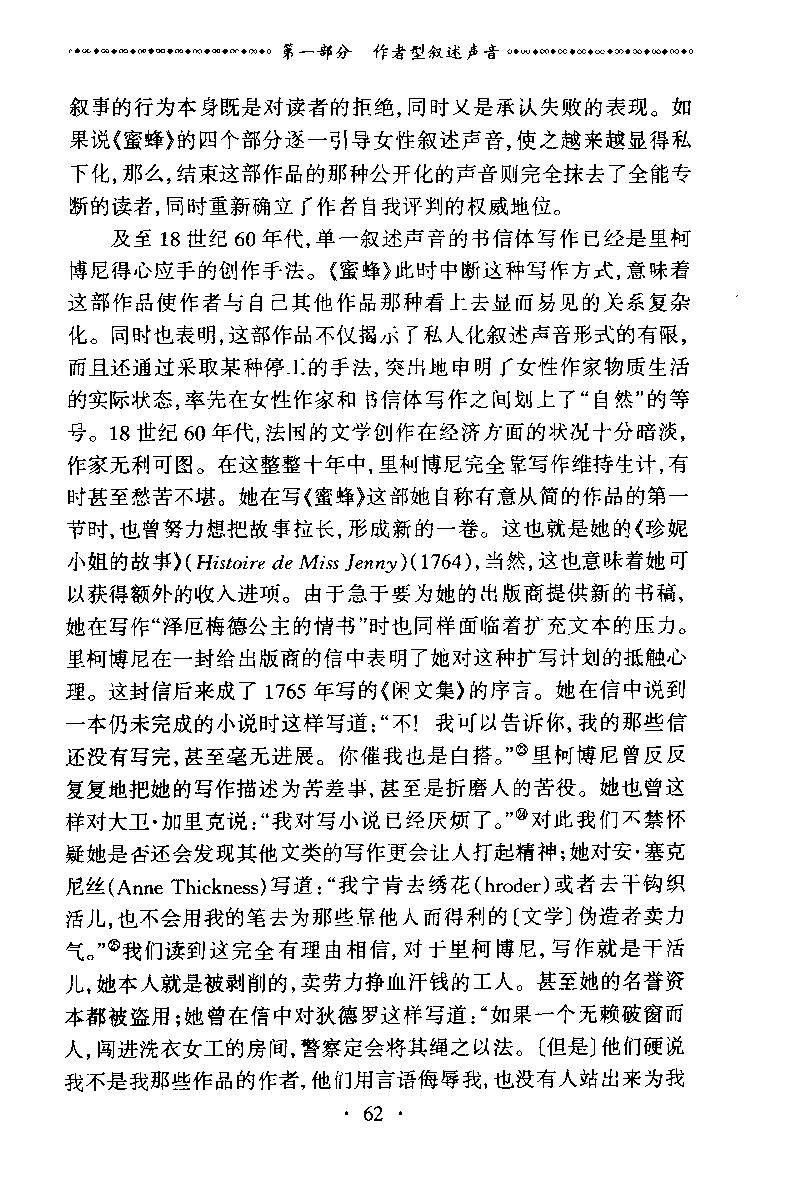 第一部分 作者型叙述声音
叙事的行为本身既是对读者的拒绝,同时又是承认失败的表现。如
果说《蜜蜂》的四个部分逐一引导女性叙述声音,使之越来越显得私
下化,那么,结束这部作品的那种公开化的声音则完全抹去了全能专
断的读者,同时重新确立了作者自我评判的权威地位。
及至 18 世纪 60 年代,单一叙述声音的书信体写作已经是里柯
博尼得心应手的创作手法。《蜜蜂》此时中断这种写作方式,意味着
这部作品使作者与自己其他作品那种看上去显而易见的关系复杂
化。同时也表明,这部作品不仅揭示了私人化叙述声音形式的有限,
而且还通过采取某种停工的手法,突出地申明了女性作家物质生活
的实际状态,率先在女性作家和书信体写作之间划上了“自然”的等
号。18 世纪 60 年代,法国的文学创作在经济方面的状况十分暗淡,
作家无利可图。在这整整十年中,里柯博尼完全靠写作维持生计,有
时甚至愁苦不堪。她在写《蜜蜂》这部她自称有意从简的作品的第一
节时,也曾努力想把故事拉长,形成新的一卷。这也就是她的《珍妮
小姐的故事》(Histoire de Miss Jenny)(1764),当然,这也意味着她可
以获得额外的收入进项。由于急于要为她的出版商提供新的书稿,
她在写作“泽厄梅德公主的情书”时也同样面临着扩充文本的压力。
里柯博尼在一封给出版商的信中表明了她对这种扩写计划的抵触心
理。这封信后来成了 1765 年写的《闲文集》的序言。她在信中说到
一本仍未完成的小说时这样写道:“不! 我可以告诉你,我的那些信
还没有写完,甚至毫无进展。你催我也是白搭。”㉓里柯博尼曾反反
复复地把她的写作描述为苦差事,甚至是折磨人的苦役。她也曾这
样对大卫·加里克说:“我对写小说已经厌烦了。”㉔对此我们不禁怀
疑她是否还会发现其他文类的写作更会让人打起精神;她对安·塞克
尼丝(Anne Thickness)写道:“我宁肯去绣花(hroder)或者去干钩织
活儿,也不会用我的笔去为那些靠他人而得利的〔文学〕伪造者卖力
气。”㉕我们读到这完全有理由相信,对于里柯博尼,写作就是干活
儿,她本人就是被剥削的,卖劳力挣血汗钱的工人。甚至她的名誉资
本都被盗用;她曾在信中对狄德罗这样写道:“如果一个无赖破窗而
人,闯进洗衣女工的房间,警察定会将其绳之以法。〔但是〕他们硬说
我不是我那些作品的作者,他们用言语侮辱我,也没有人站出来为我
· 62 ·